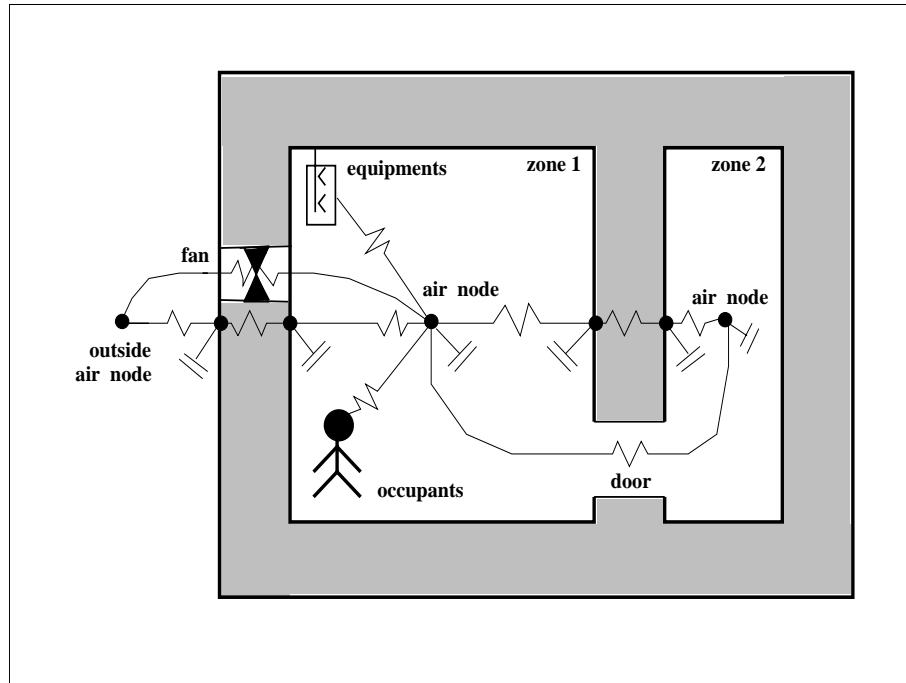 equipments
zone 1
zone 2
fan
air node
air node
outside
air node
occupants
door